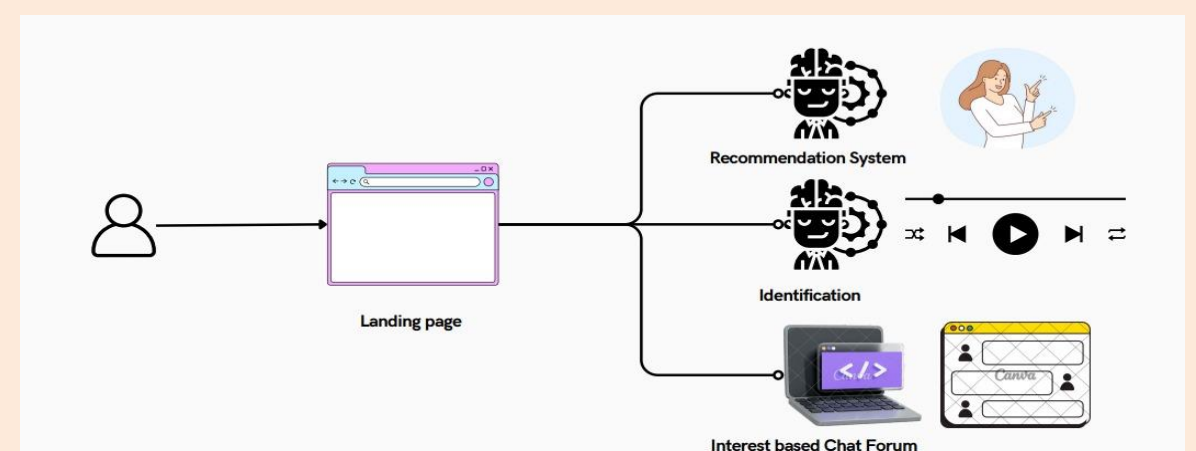 Recommendation System
Landing page
Identification
</>
Canva
Canva
Interest based Chat Forum